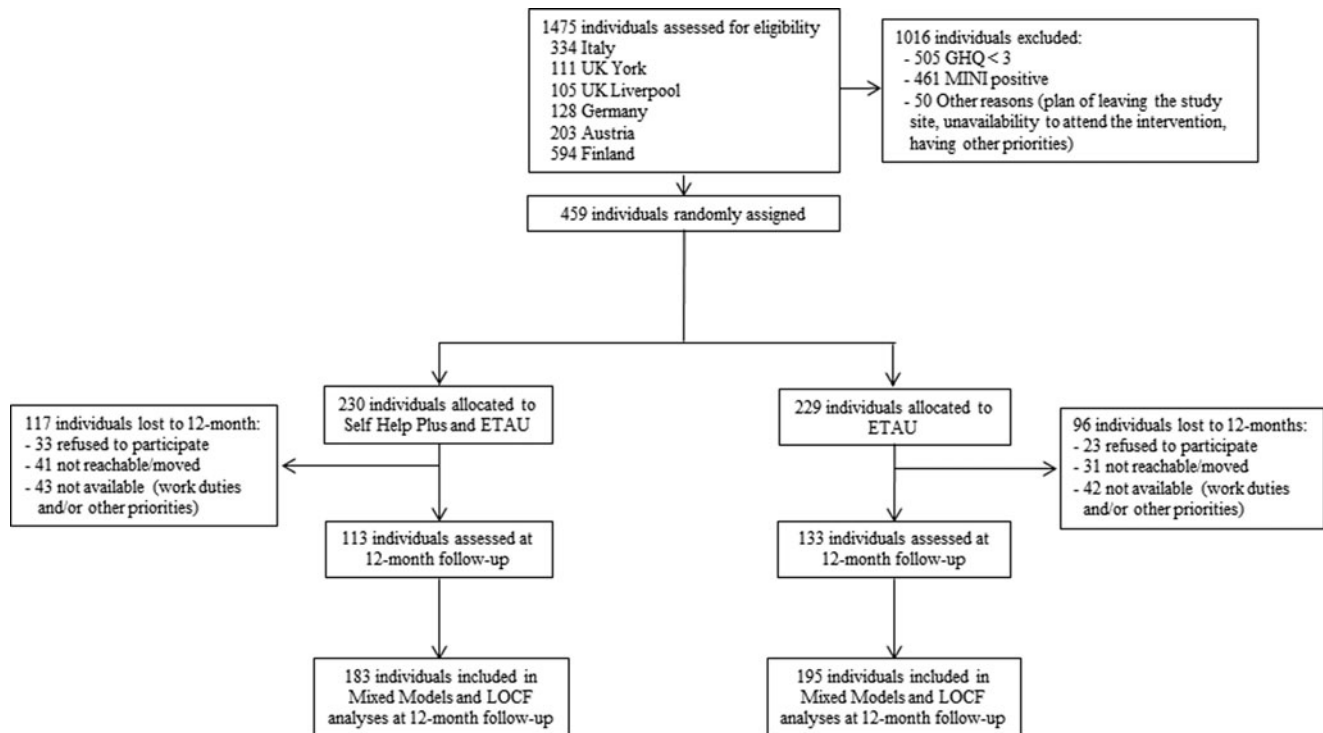 1475 individuals assessed for eligibility
334 Italy
111 UK York
105 UK Liverpool
128 Germany
203 Austria
594 Finland
1016 individuals excluded:
- 505 GHQ < 3
- 461 MINI positive
- 50 Other reasons (plan of leaving the study
site, unavailability to attend the intervention,
having other priorities)
459 individuals randomly assigned
230 individuals allocated to
Self Help Plus and ETAU
229 individuals allocated to
ETAU
117 individuals lost to 12-month:
- 33 refused to participate
- 41 not reachable/moved
- 43 not available (work duties
and/or other priorities)
96 individuals lost to 12-months:
- 23 refused to participate
- 31 not reachable/moved
- 42 not available (work duties
and/or other priorities)
113 individuals assessed at
12-month follow-up
133 individuals assessed at
12-month follow-up
183 individuals included in
Mixed Models and LOCF
analyses at 12-month follow-up
195 individuals included in
Mixed Models and LOCF
analyses at 12-month follow-up